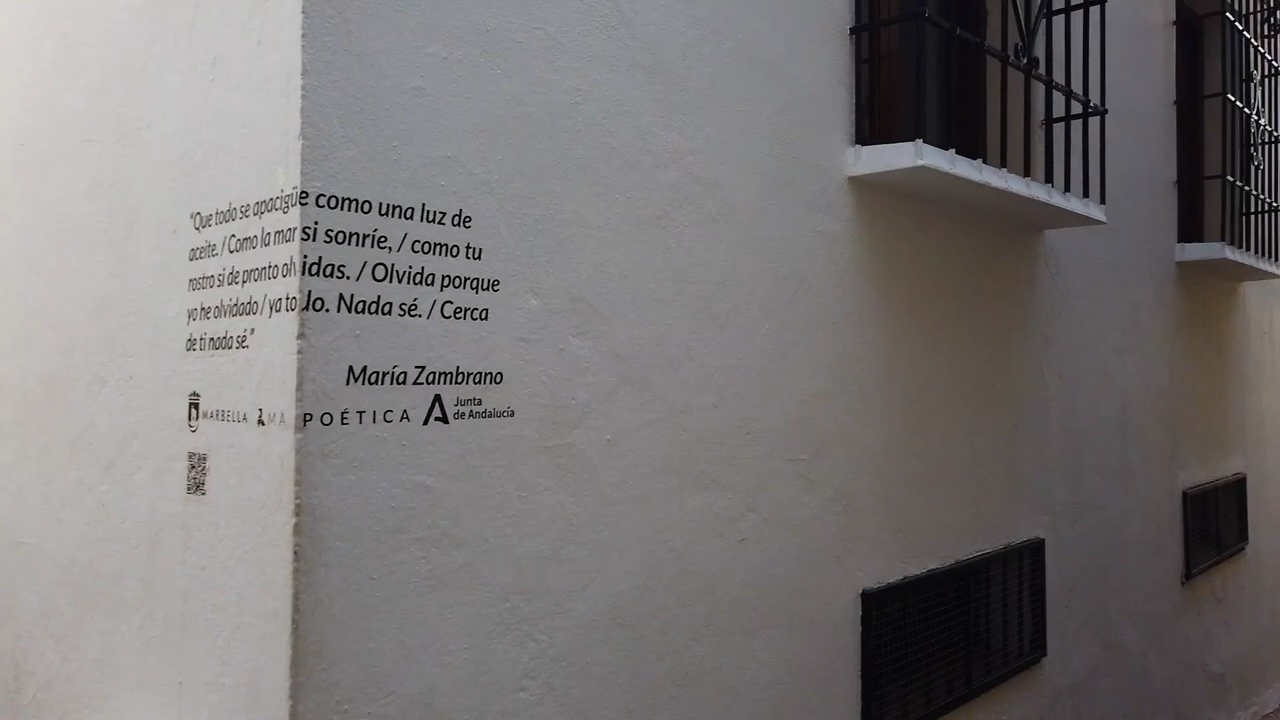 "Que todo se apacigüe como una luz de
aceite. / Como la mar si sonríe, / como tu
rostro si de pronto olvidas. / Olvida porque
yo he olvidado / ya todo. Nada sé. / Cerca
de ti nada sé."
María Zambrano
MARBELLA POÉTICA Junta
de Andalucía